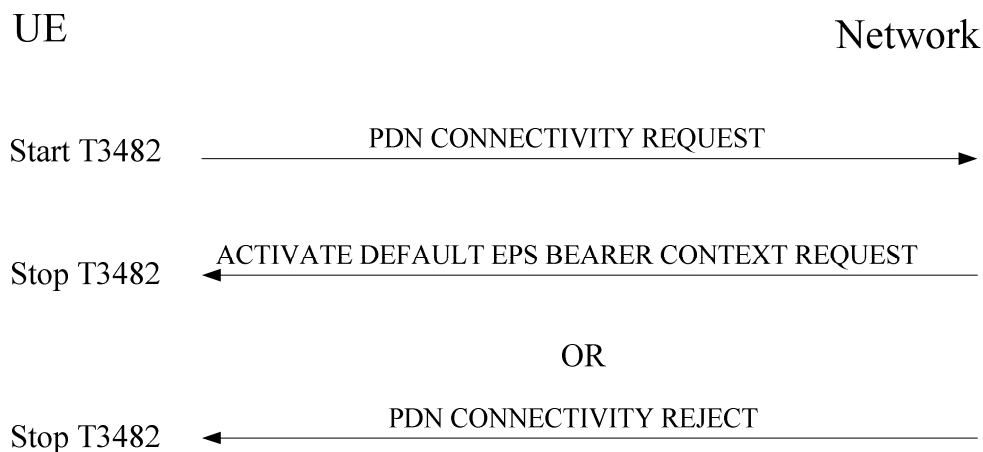 UE
Network
Start T3482
PDN CONNECTIVITY REQUEST
Stop T3482
ACTIVATE DEFAULT EPS BEARER CONTEXT REQUEST
OR
Stop T3482
PDN CONNECTIVITY REJECT